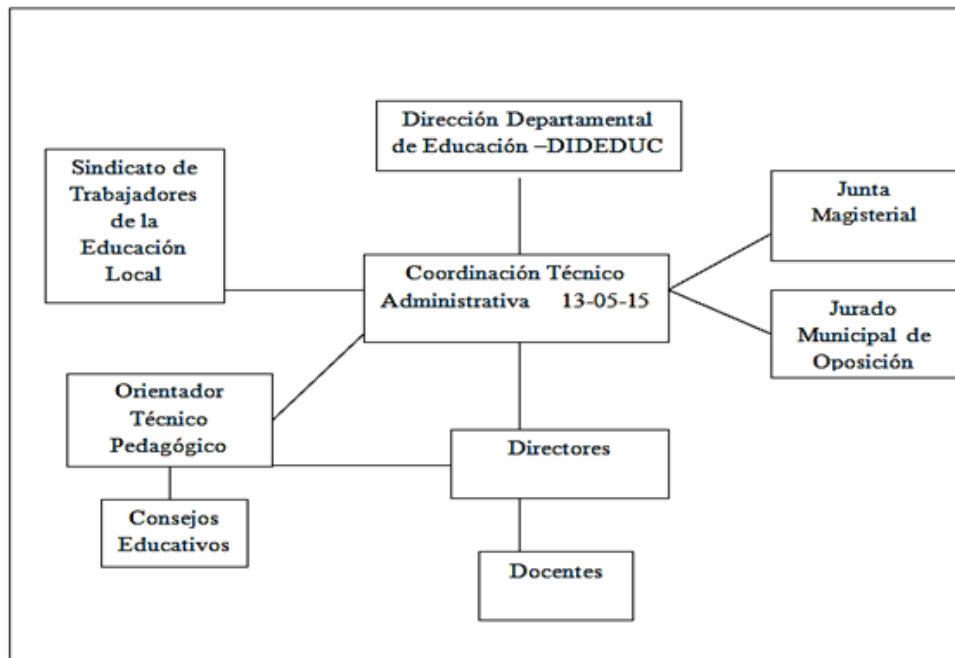 Dirección Departamental
de Educación –DIDEDUC
Sindicato de
Trabajadores
de la
Educación
Local
Junta
Magisterial
Coordinación Técnico
Administrativa 13-05-15
Jurado
Municipal de
Oposición
Orientador
Técnico
Pedagógico
Directores
Consejos
Educativos
Docentes